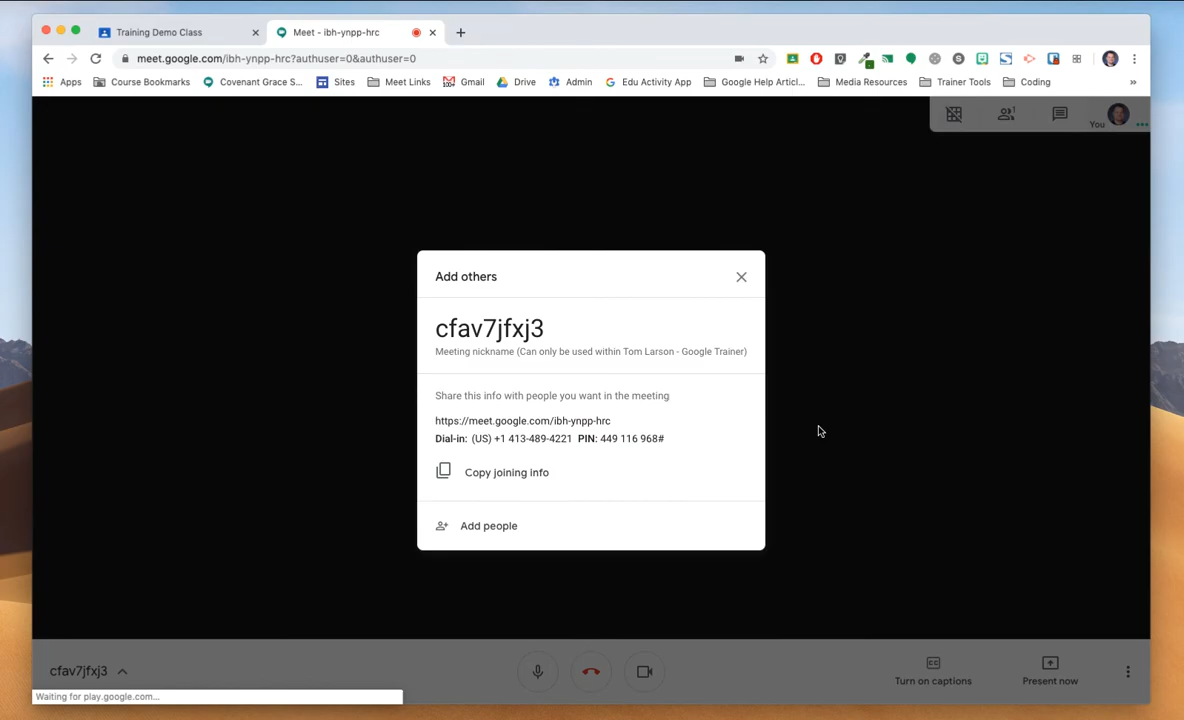 Training Demo Class
Meet - ibh-ynpp-hrc
meet.google.com/ibh-ynpp-hrc?authuser=0&authuser=0
Apps Course Bookmarks Covenant Grace S... Sites Meet Links Gmail Drive Admin Edu Activity App Google Help Articl... Media Resources Trainer Tools Coding »
1
You
Add others
cfav7jfxj3
Meeting nickname (Can only be used within Tom Larson - Google Trainer)
Share this info with people you want in the meeting
https://meet.google.com/ibh-ynpp-hrc
Dial-in: (US) +1 413-489-4221 PIN: 449 116 968#
Copy joining info
Add people
cfav7jfxj3
Turn on captions
Present now
Waiting for play.google.com...